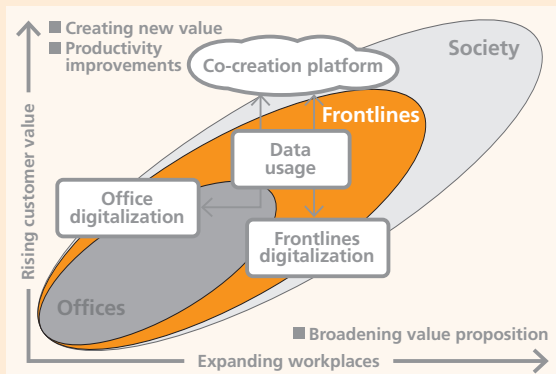 ■ Creating new value
■ Productivity
improvements
Co-creation platform
Society
Frontlines
Data
usage
Office
digitalization
Frontlines
digitalization
Offices
Rising customer value
■ Broadening value proposition
Expanding workplaces